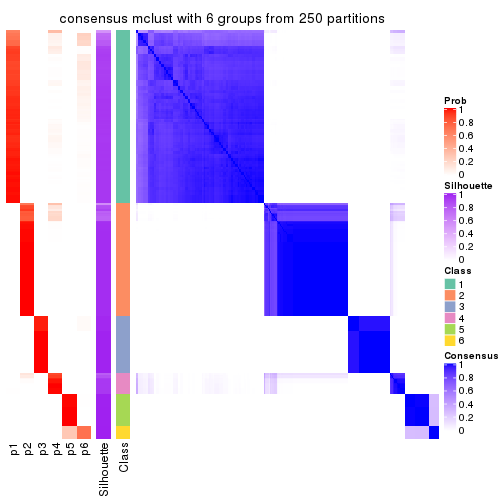 consensus mclust with 6 groups from 250 partitions
Prob
1
0.8
0.6
0.4
0.2
0
Silhouette
1
0.8
0.6
0.4
0.2
0
Class
1
2
3
4
5
6
Consensus
1
0.8
0.6
0.4
0.2
0
p1
p2
p3
p4
p5
p6
Silhouette
Class